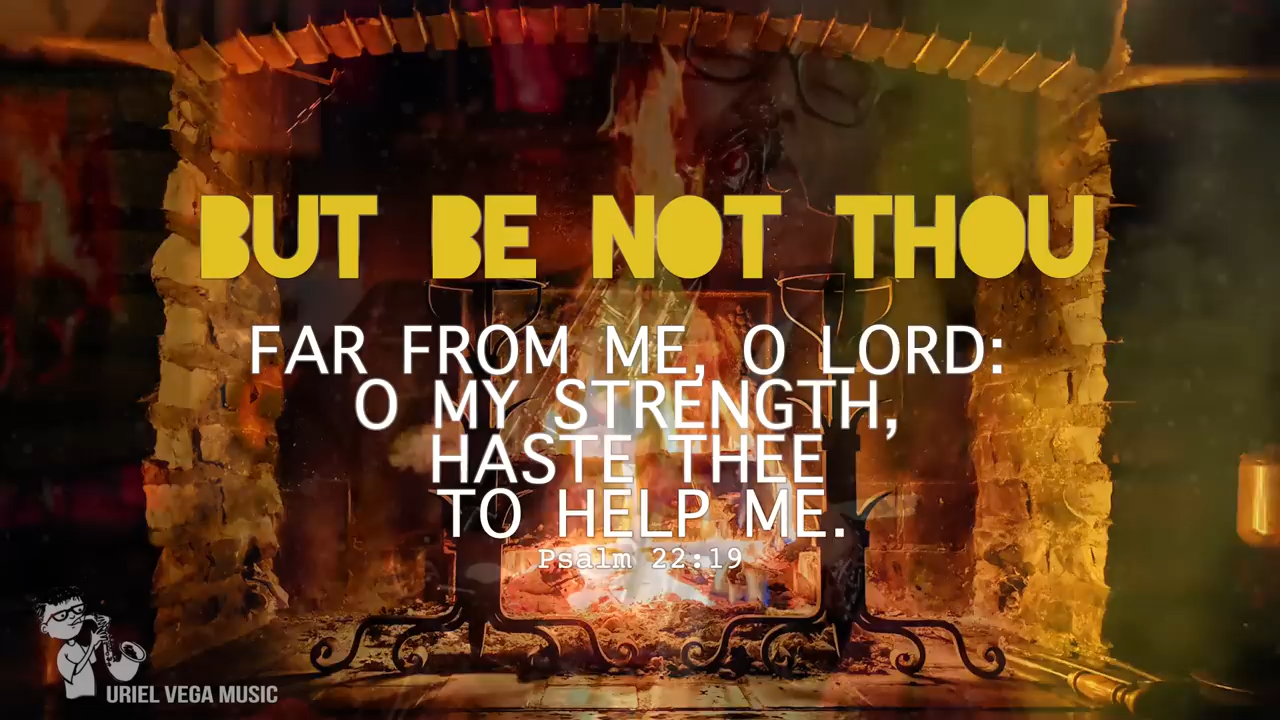 BUT BE NOT THOU
FAR FROM ME, O LORD:
O MY STRENGTH,
HASTE THEE
TO HELP ME.
Psalm 22:19
URIEL VEGA MUSIC